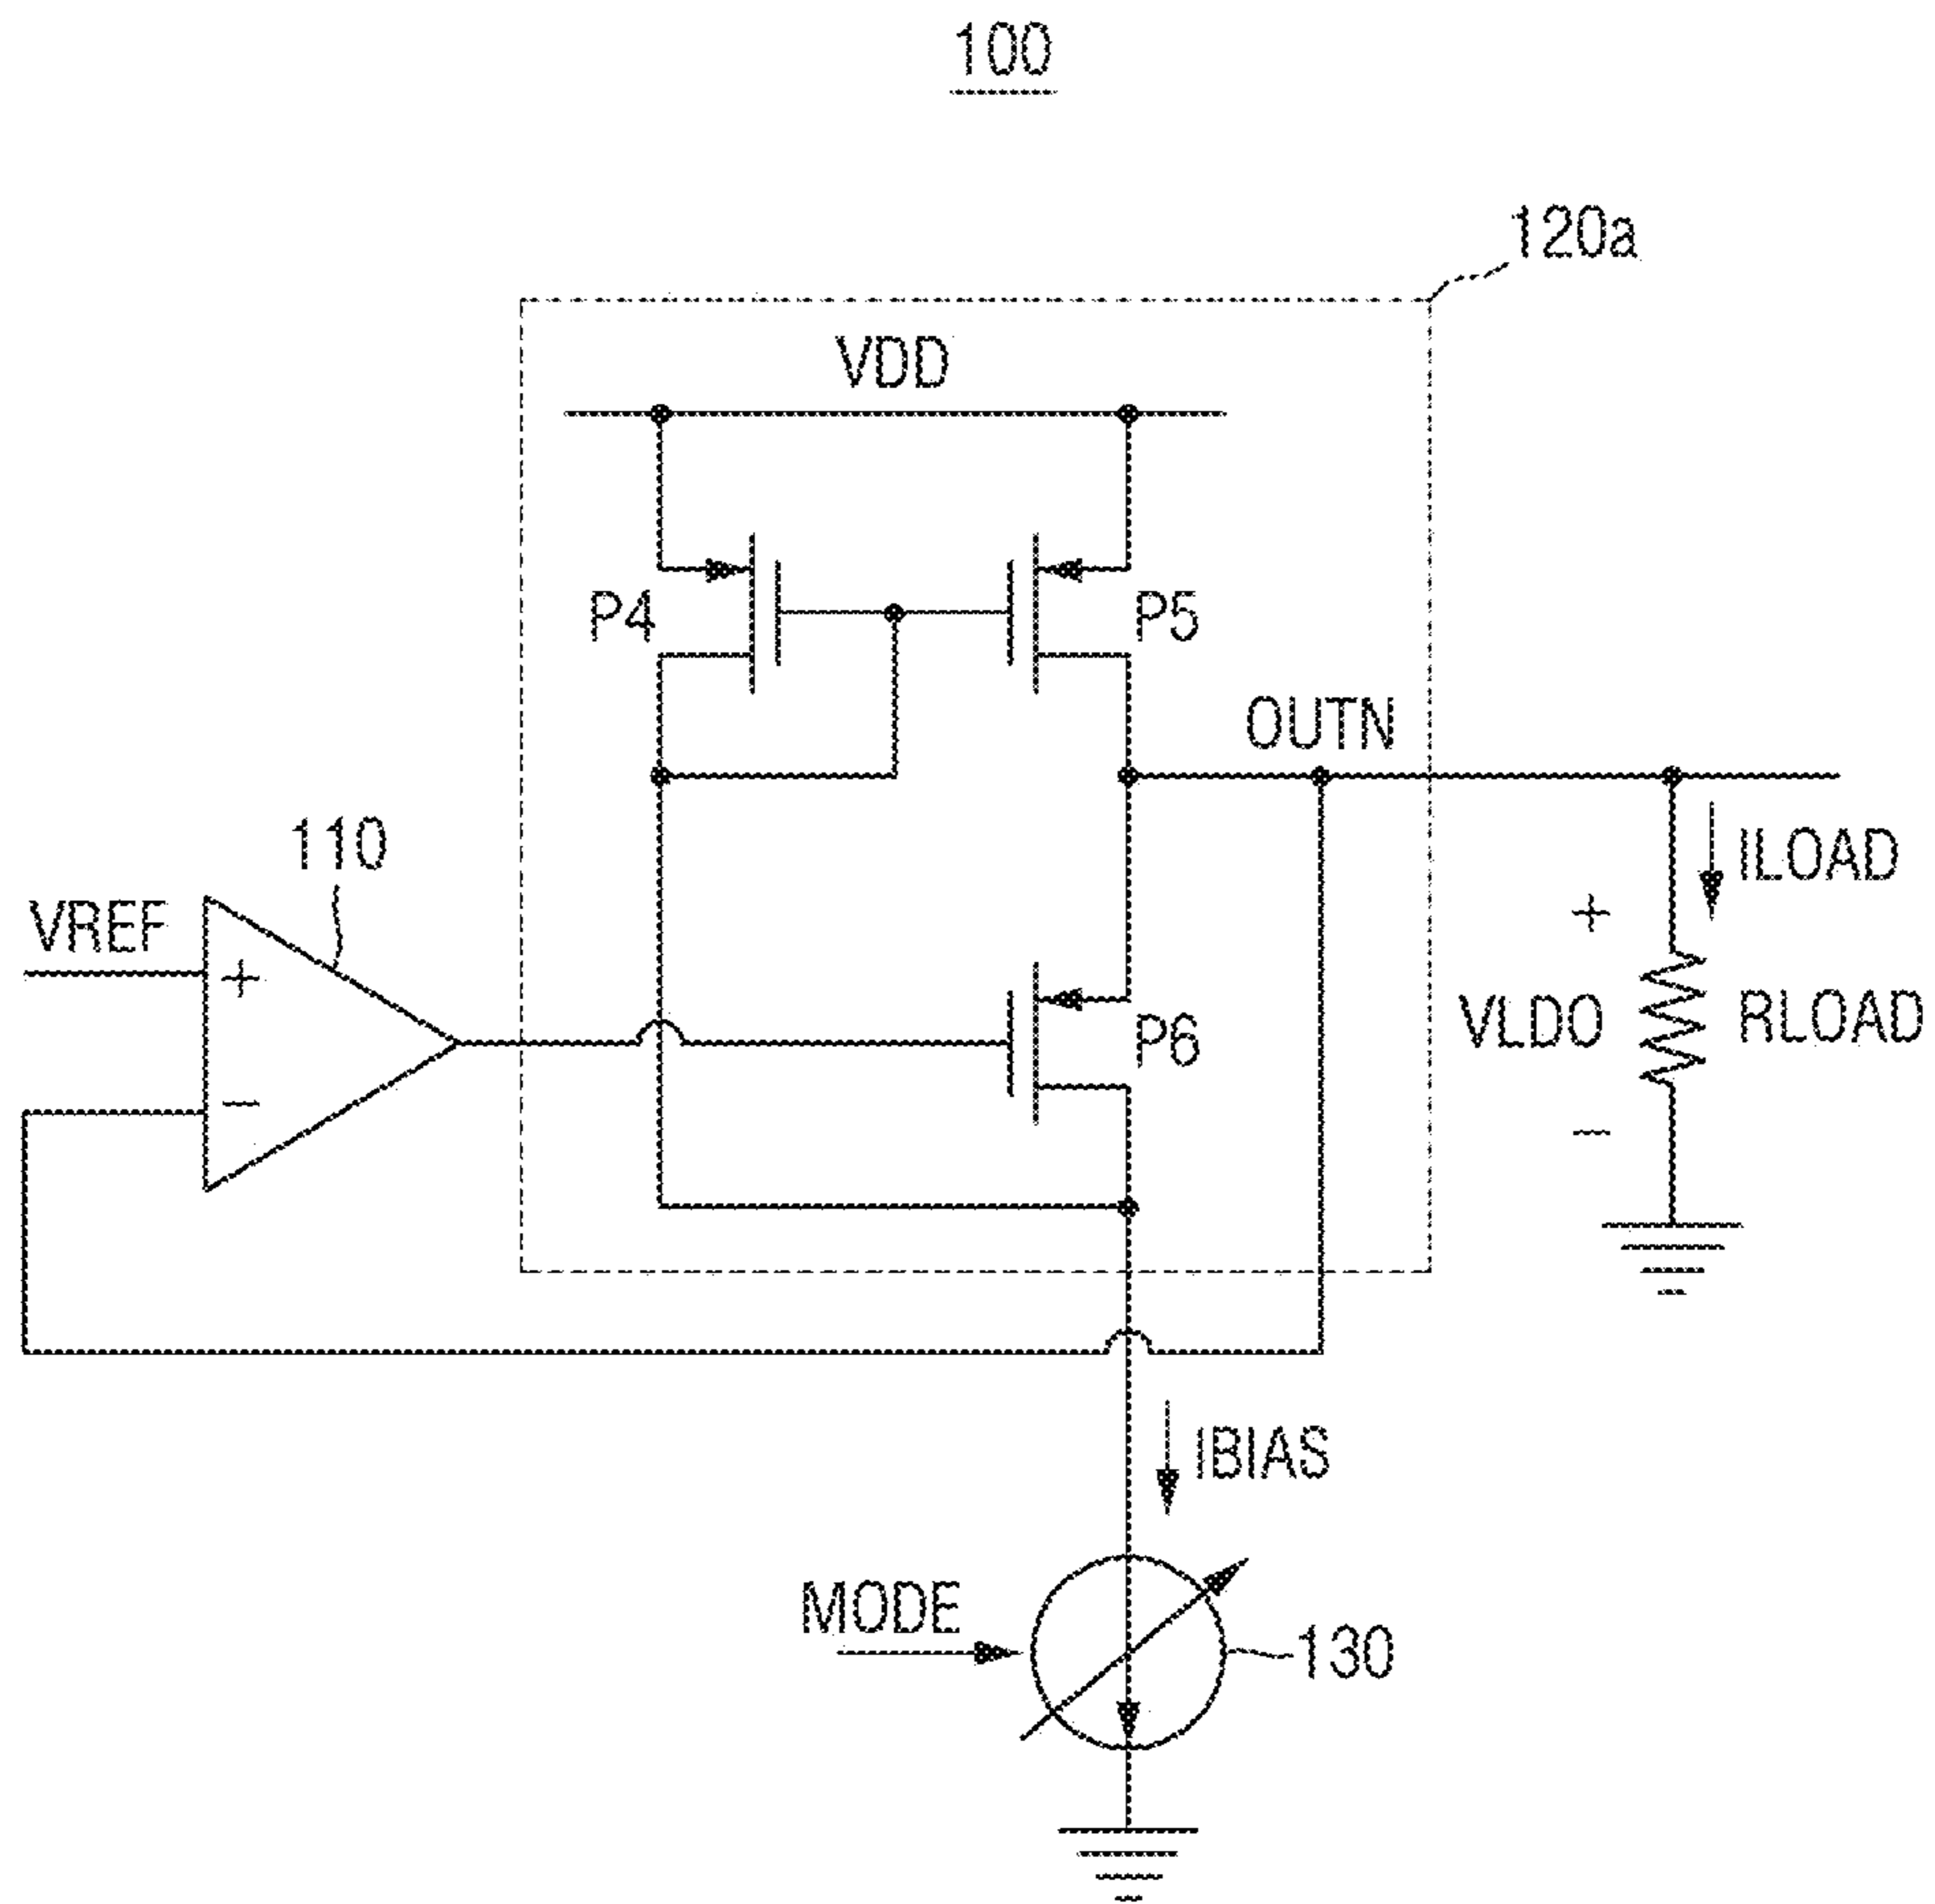 100
120a
VDD
P4
P5
OUTN
110
ILOAD
VREF
+
+
VLDO
RLOAD
P6
−
−
IBIAS
MODE
130